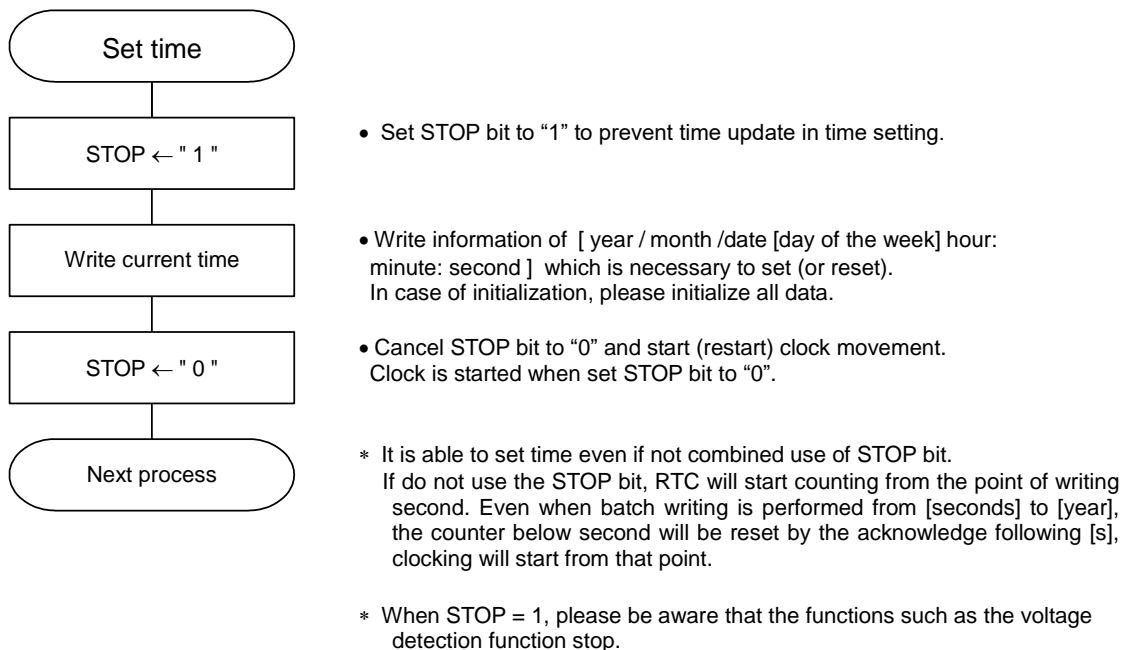 Set time
STOP ← " 1 "
• Set STOP bit to “1” to prevent time update in time setting.
Write current time
• Write information of [ year / month /date [day of the week] hour:
minute: second ] which is necessary to set (or reset).
In case of initialization, please initialize all data.
STOP ← " 0 "
• Cancel STOP bit to “0” and start (restart) clock movement.
Clock is started when set STOP bit to “0”.
Next process
* It is able to set time even if not combined use of STOP bit.
If do not use the STOP bit, RTC will start counting from the point of writing
second. Even when batch writing is performed from [seconds] to [year],
the counter below second will be reset by the acknowledge following [s],
clocking will start from that point.
* When STOP = 1, please be aware that the functions such as the voltage
detection function stop.